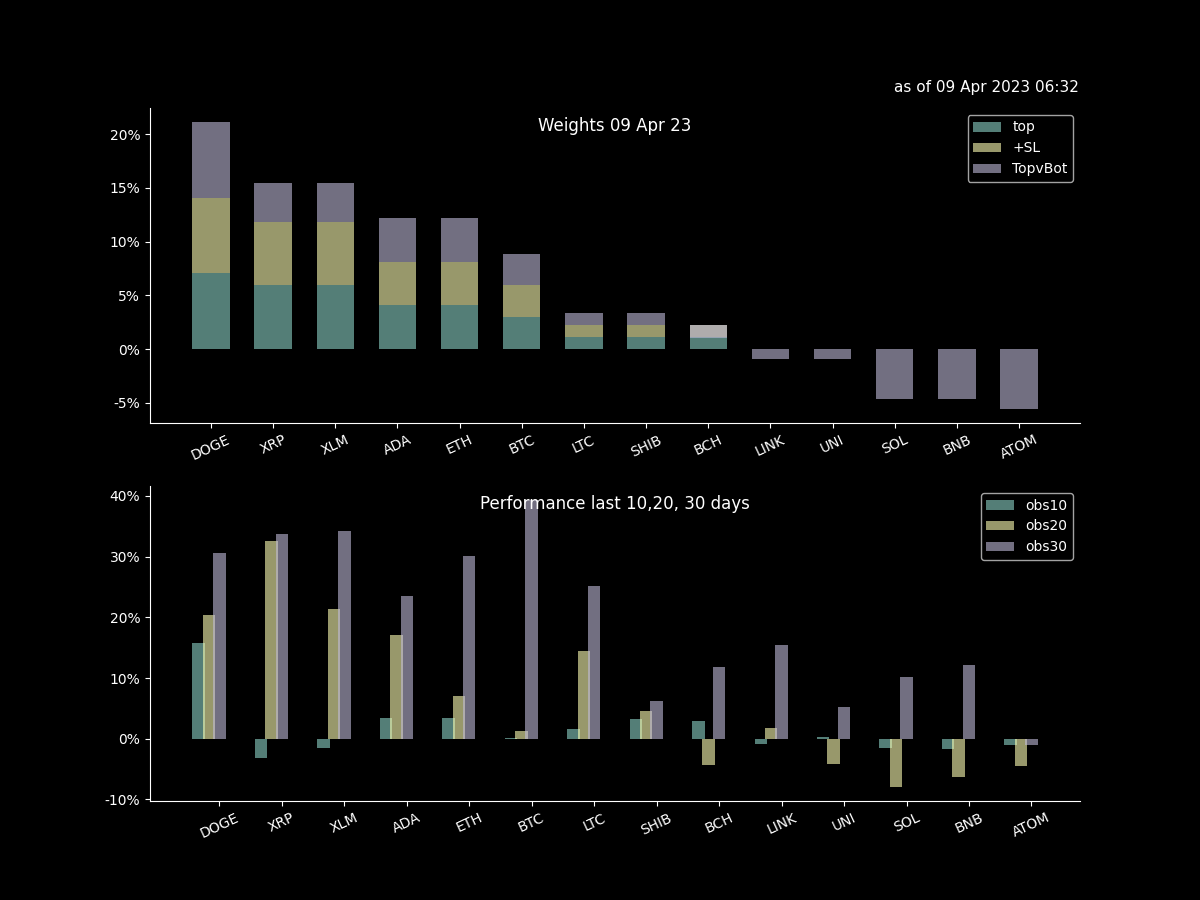 as of 09 Apr 2023 06:32
Weights 09 Apr 23
top
+SL
TopvBot
20%
15%
10%
5%
0%
-5%
DOGE XRP XLM ADA ETH BTC LTC SHIB BCH LINK UNI SOL BNB ATOM
Performance last 10,20, 30 days
obs10
obs20
obs30
40%
30%
20%
10%
0%
-10%
DOGE XRP XLM ADA ETH BTC LTC SHIB BCH LINK UNI SOL BNB ATOM